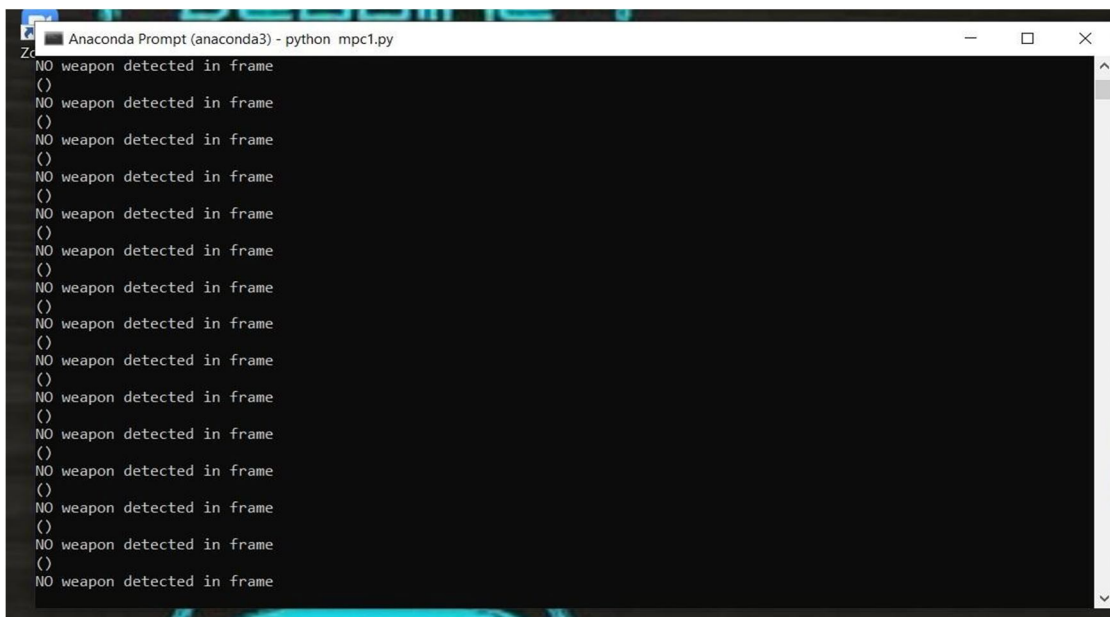 Anaconda Prompt (anaconda3) - python mpc1.py
NO weapon detected in frame
()
NO weapon detected in frame
()
NO weapon detected in frame
()
NO weapon detected in frame
()
NO weapon detected in frame
()
NO weapon detected in frame
()
NO weapon detected in frame
()
NO weapon detected in frame
()
NO weapon detected in frame
()
NO weapon detected in frame
()
NO weapon detected in frame
()
NO weapon detected in frame
()
NO weapon detected in frame
()
NO weapon detected in frame
()
NO weapon detected in frame